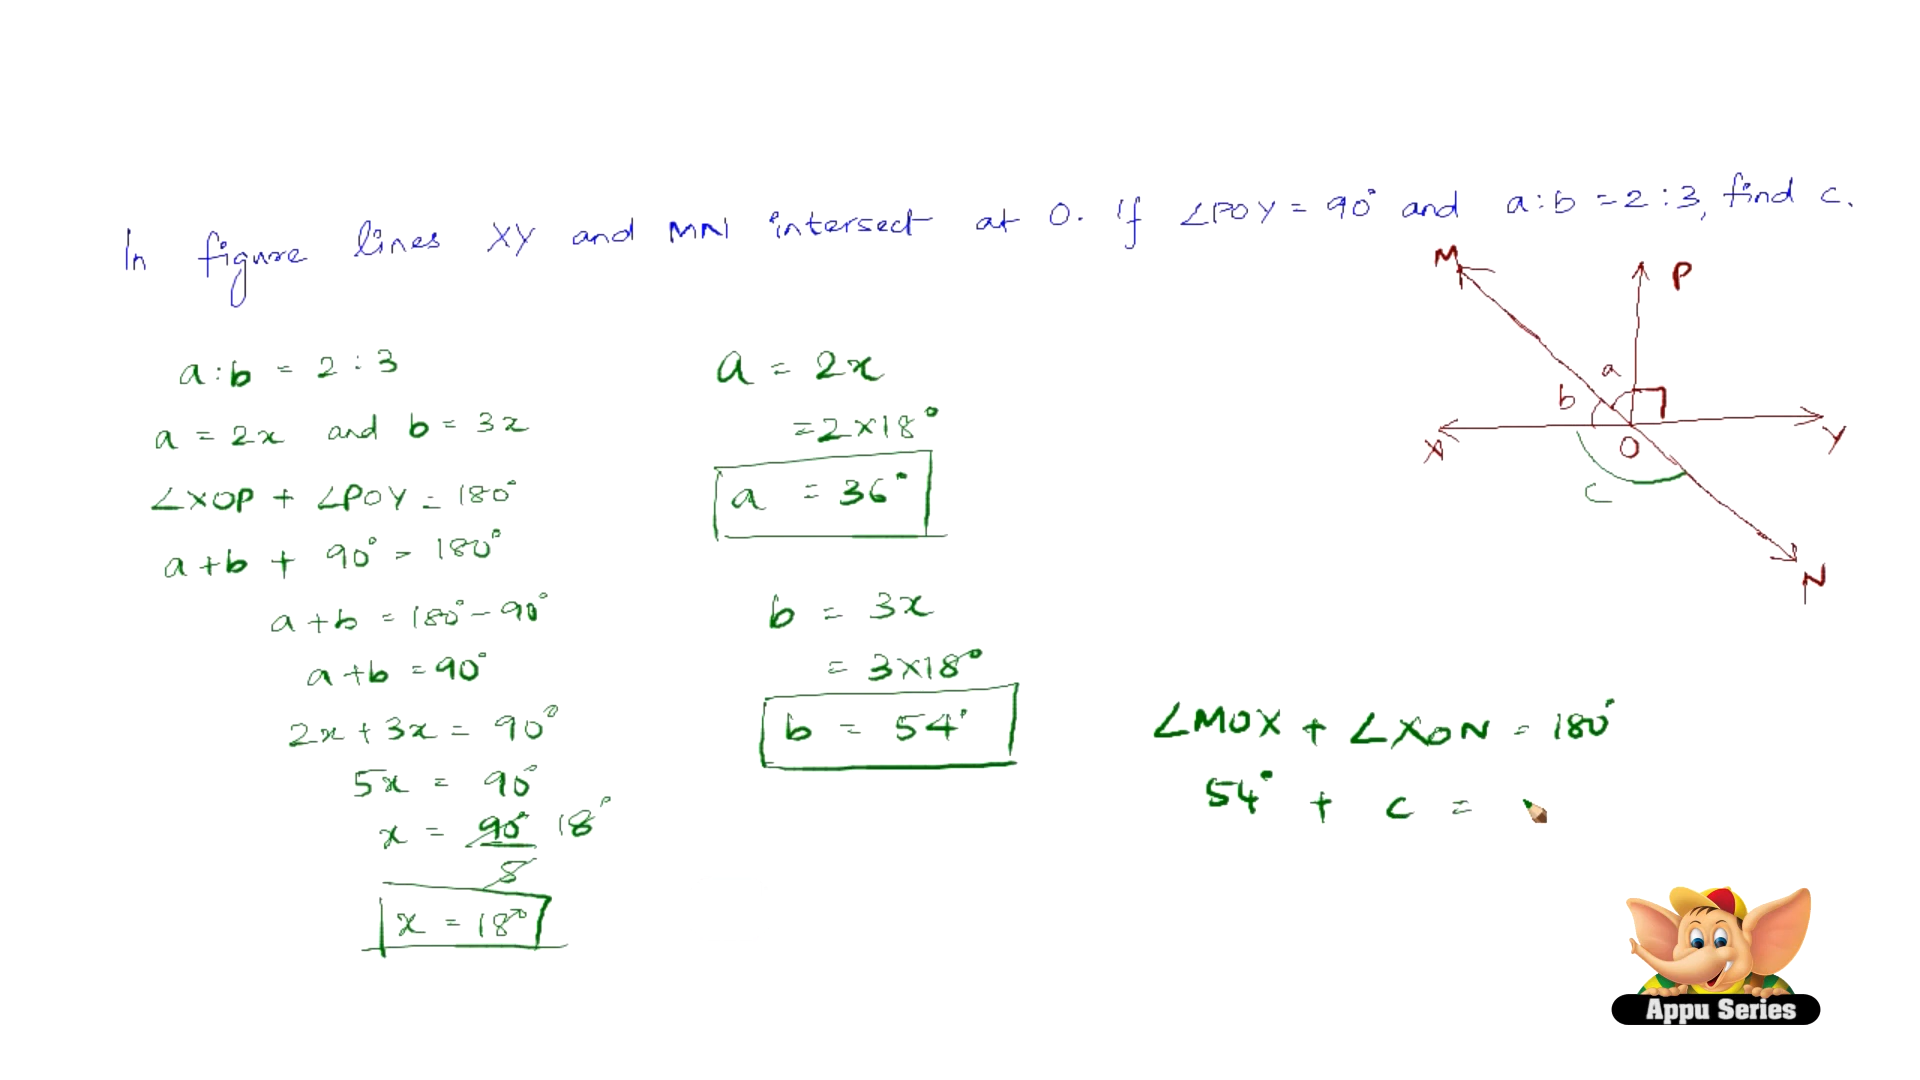 In figure lines XY and MN intersect at O. If ∠POY = 90° and a:b = 2:3, find c.
a:b = 2:3
a = 2x and b = 3x
∠XOP + ∠POY = 180°
a+b + 90° = 180°
a+b = 180° - 90°
a+b = 90°
2x + 3x = 90°
5x = 90°
x = 90° 18°
5
x = 18°
a = 2x
= 2×18°
a = 36°
b = 3x
= 3×18°
b = 54°
M
P
a
b
X
O
Y
c
N
∠MOX + ∠XON = 180°
54° + c =
Appu Series